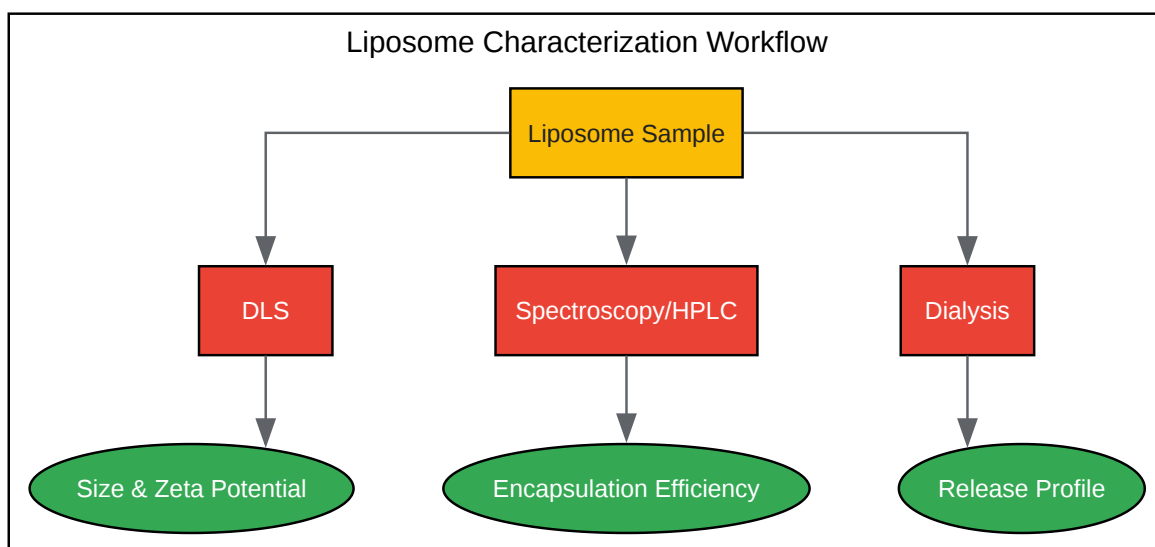 Liposome Characterization Workflow
Liposome Sample
DLS
Spectroscopy/HPLC
Dialysis
Size & Zeta Potential
Encapsulation Efficiency
Release Profile